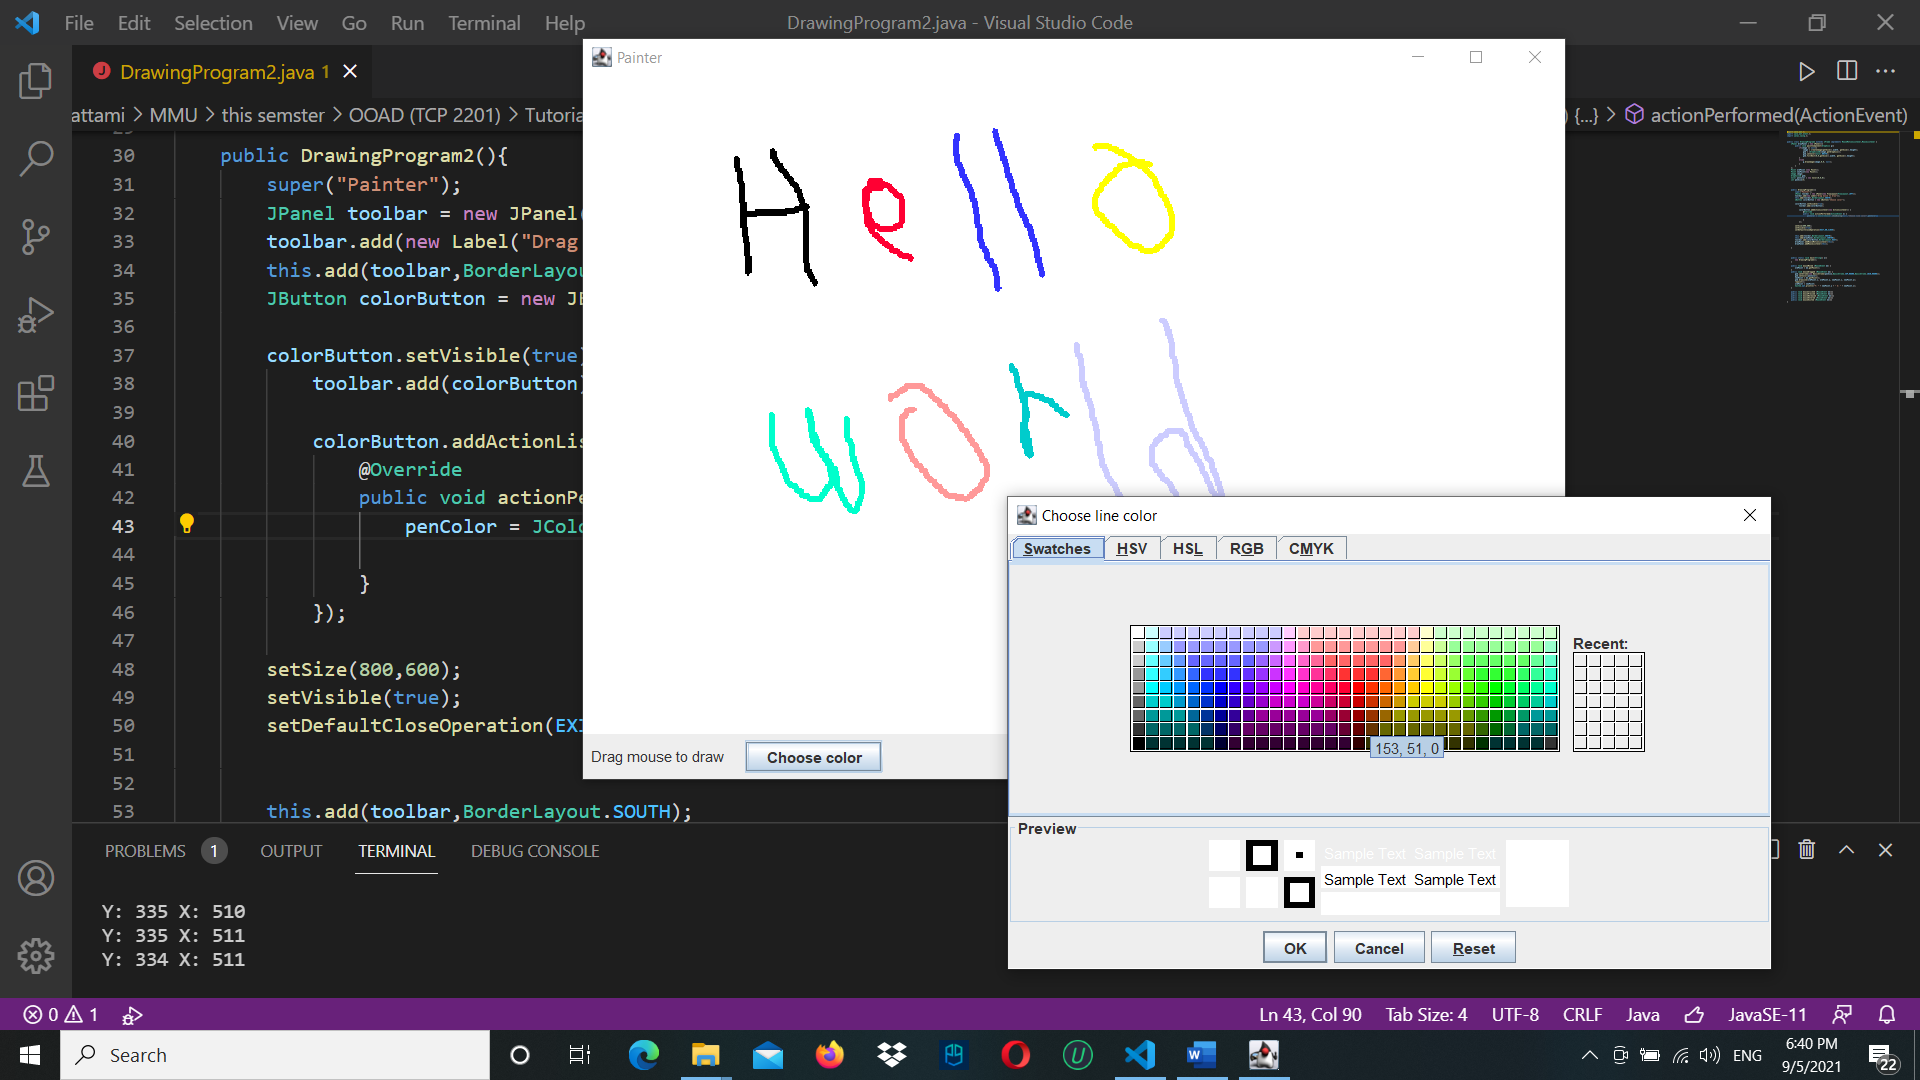 File Edit Selection View Go Run Terminal Help
DrawingProgram2.java - Visual Studio Code
DrawingProgram2.java 1
attami > MMU > this semster > OOAD (TCP 2201) > Tutoria
{...} > actionPerformed(ActionEvent)
30 public DrawingProgram2(){
31 super("Painter");
32 JPanel toolbar = new JPanel(
33 toolbar.add(new Label("Drag
34 this.add(toolbar,BorderLayou
35 JButton colorButton = new JB
36
37 colorButton.setVisible(true)
38 toolbar.add(colorButton)
39
40 colorButton.addActionLis
41 @Override
42 public void actionPe
43 penColor = JColo
44
45 }
46 });
47
48 setSize(800,600);
49 setVisible(true);
50 setDefaultCloseOperation(EXI
51
52
53 this.add(toolbar,BorderLayout.SOUTH);
Painter
Hello
world
Drag mouse to draw
Choose color
Choose line color
Swatches HSV HSL RGB CMYK
Recent:
153, 51, 0
Preview
Sample Text Sample Text
Sample Text Sample Text
OK Cancel Reset
PROBLEMS 1 OUTPUT TERMINAL DEBUG CONSOLE
Y: 335 X: 510
Y: 335 X: 511
Y: 334 X: 511
0 1
Ln 43, Col 90 Tab Size: 4 UTF-8 CRLF Java JavaSE-11
Search
ENG
6:40 PM
9/5/2021
22